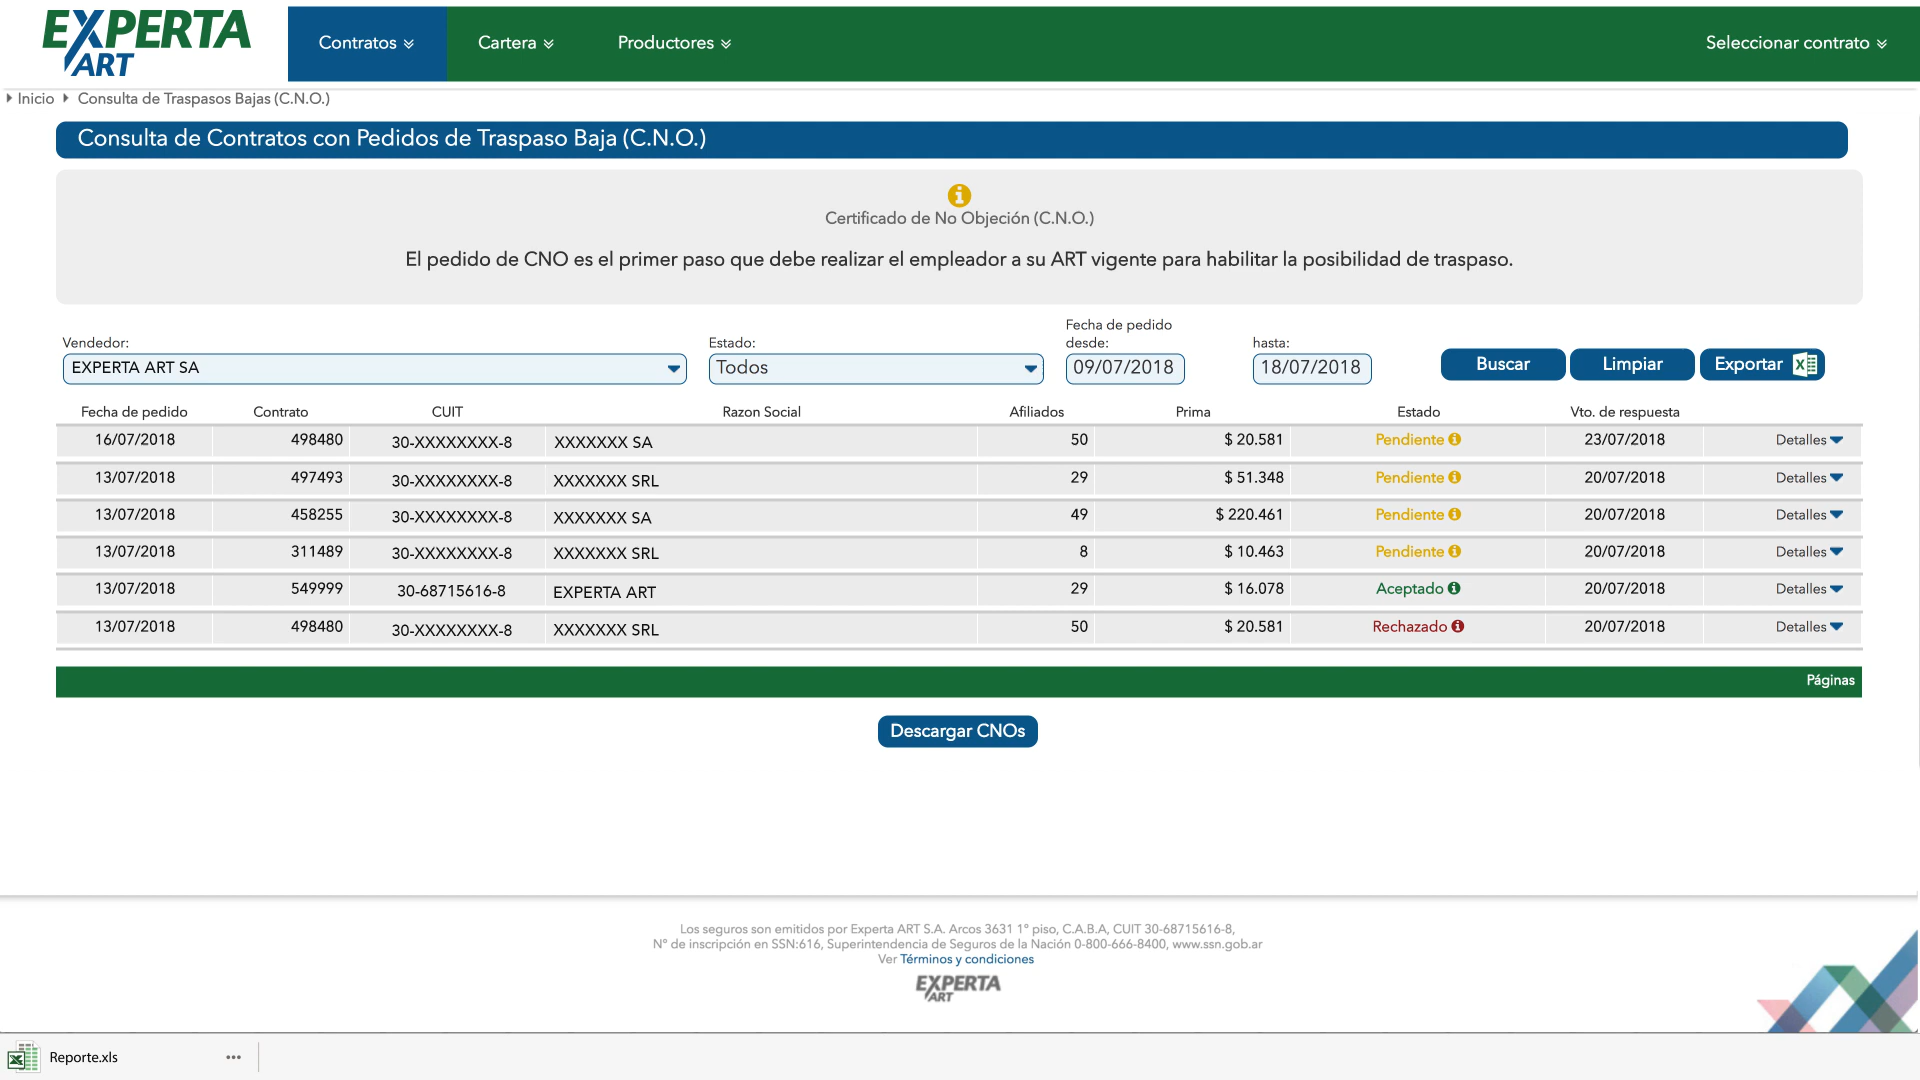 EXPERTA
ART
Contratos
Cartera
Productores
Seleccionar contrato
Inicio Consulta de Traspasos Bajas (C.N.O.)
Consulta de Contratos con Pedidos de Traspaso Baja (C.N.O.)
Certificado de No Objeción (C.N.O.)
El pedido de CNO es el primer paso que debe realizar el empleador a su ART vigente para habilitar la posibilidad de traspaso.
Vendedor:
EXPERTA ART SA
Estado:
Todos
Fecha de pedido
desde:
09/07/2018
hasta:
18/07/2018
Buscar
Limpiar
Exportar
Fecha de pedido Contrato CUIT Razon Social Afiliados Prima Estado Vto. de respuesta
16/07/2018 498480 30-XXXXXXXX-8 XXXXXXX SA 50 $ 20.581 Pendiente 23/07/2018 Detalles
13/07/2018 497493 30-XXXXXXXX-8 XXXXXXX SRL 29 $ 51.348 Pendiente 20/07/2018 Detalles
13/07/2018 458255 30-XXXXXXXX-8 XXXXXXX SA 49 $ 220.461 Pendiente 20/07/2018 Detalles
13/07/2018 311489 30-XXXXXXXX-8 XXXXXXX SRL 8 $ 10.463 Pendiente 20/07/2018 Detalles
13/07/2018 549999 30-68715616-8 EXPERTA ART 29 $ 16.078 Aceptado 20/07/2018 Detalles
13/07/2018 498480 30-XXXXXXXX-8 XXXXXXX SRL 50 $ 20.581 Rechazado 20/07/2018 Detalles
Páginas
Descargar CNOs
Los seguros son emitidos por Experta ART S.A. Arcos 3631 1° piso, C.A.B.A, CUIT 30-68715616-8,
N° de inscripción en SSN:616, Superintendencia de Seguros de la Nación 0-800-666-8400, www.ssn.gob.ar
Ver Términos y condiciones
EXPERTA
ART
Reporte.xls